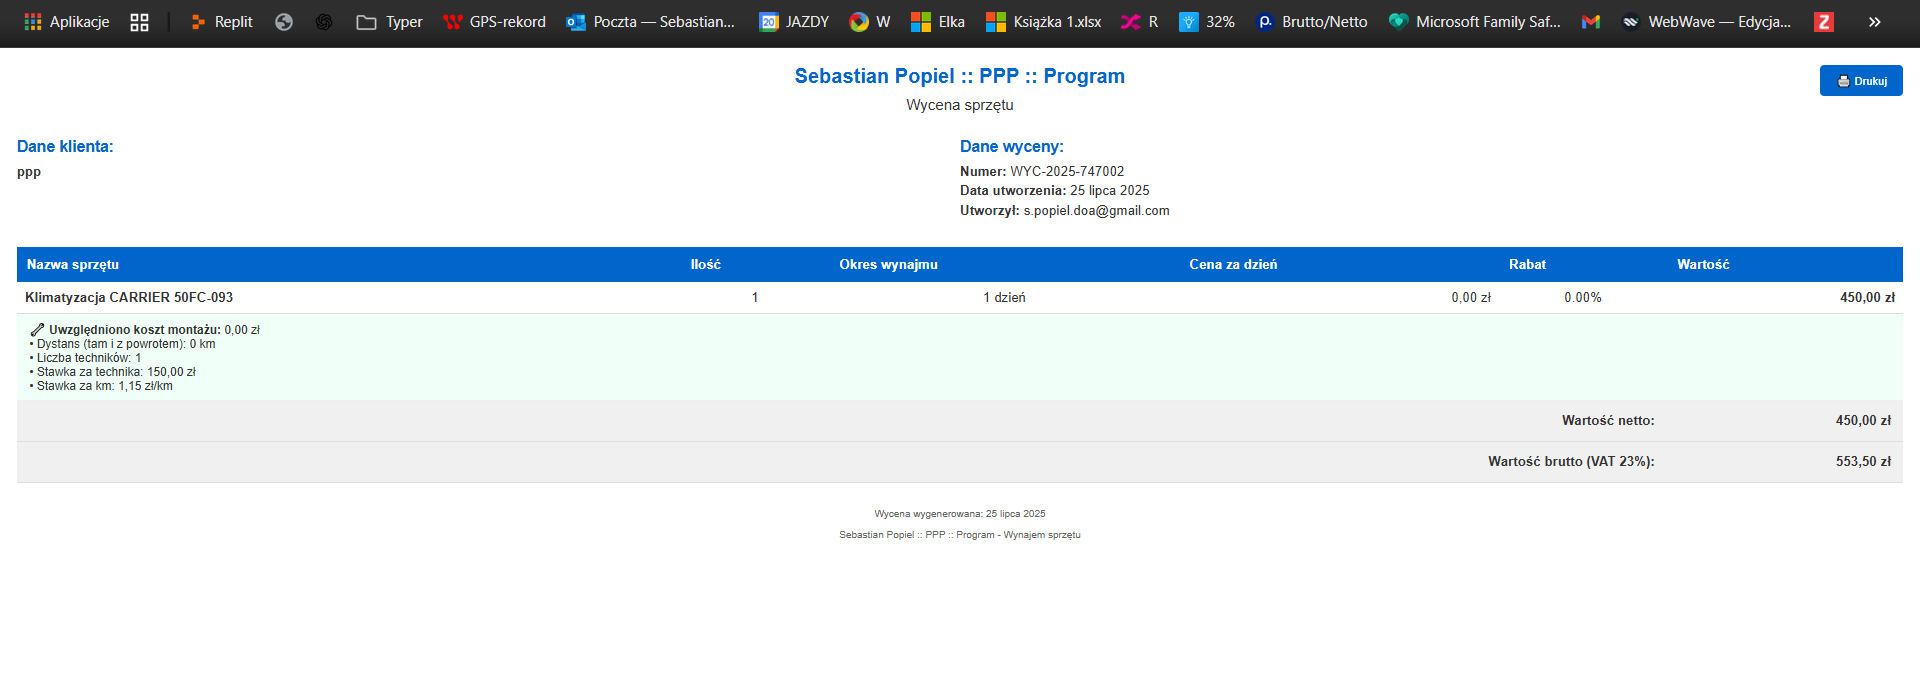 Aplikacje Replit Typer GPS-rekord Poczta — Sebastian... 20 JAZDY W Elka Książka 1.xlsx R 32% p. Brutto/Netto Microsoft Family Saf... WebWave — Edycja... Z »
Sebastian Popiel :: PPP :: Program
Drukuj
Wycena sprzętu
Dane klienta:
ppp
Dane wyceny:
Numer: WYC-2025-747002
Data utworzenia: 25 lipca 2025
Utworzył: s.popiel.doa@gmail.com
Nazwa sprzętu Ilość Okres wynajmu Cena za dzień Rabat Wartość
Klimatyzacja CARRIER 50FC-093 1 1 dzień 0,00 zł 0.00% 450,00 zł
Uwzględniono koszt montażu: 0,00 zł
• Dystans (tam i z powrotem): 0 km
• Liczba techników: 1
• Stawka za technika: 150,00 zł
• Stawka za km: 1,15 zł/km
Wartość netto: 450,00 zł
Wartość brutto (VAT 23%): 553,50 zł
Wycena wygenerowana: 25 lipca 2025
Sebastian Popiel :: PPP :: Program - Wynajem sprzętu